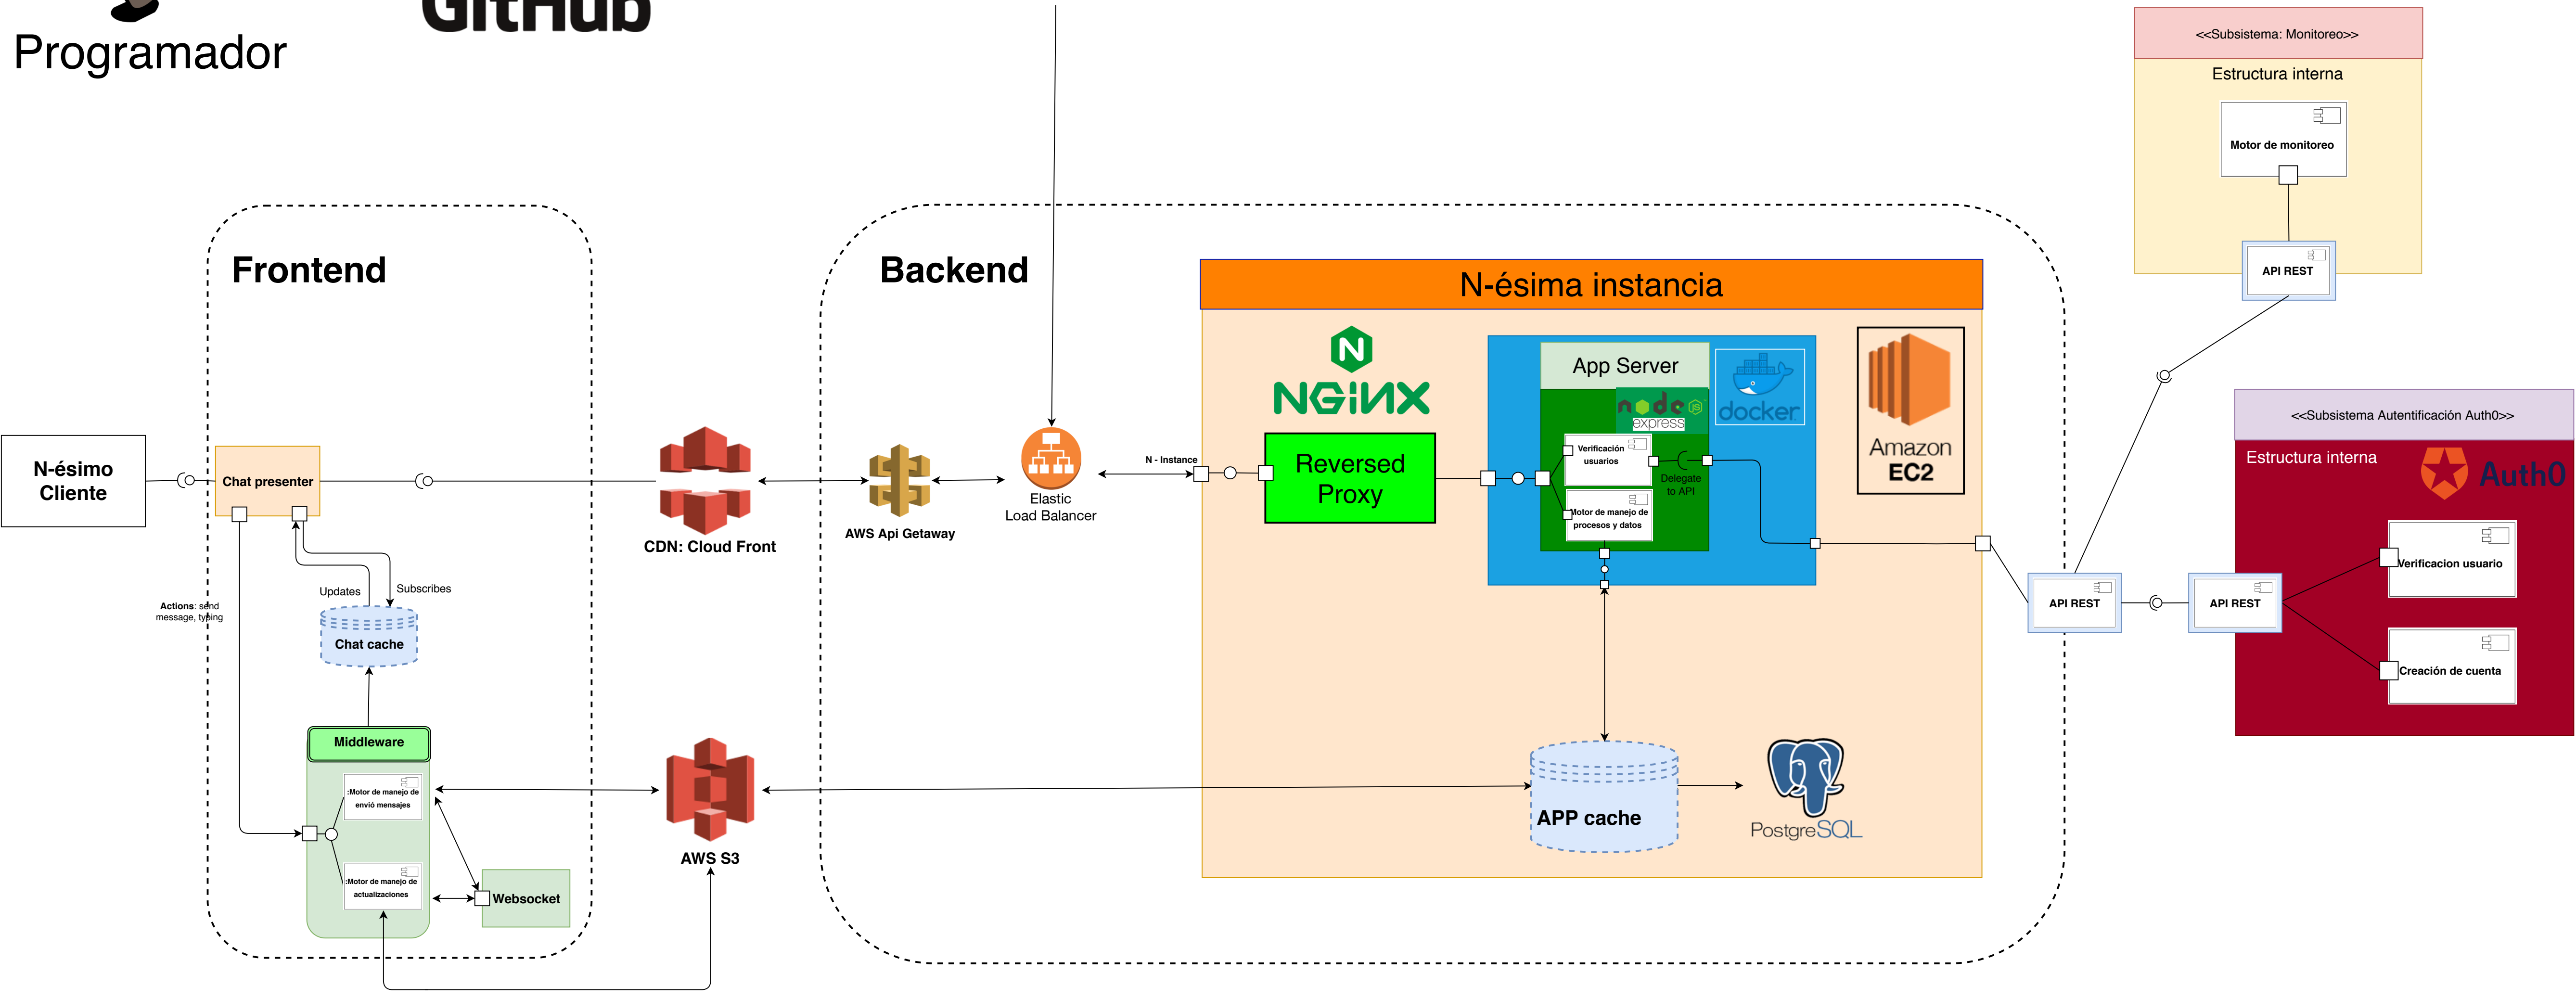 GitHub
Programador
<<Subsistema: Monitoreo>>
Estructura interna
Motor de monitoreo
API REST
Frontend
Backend
N-ésima instancia
N-ésimo
Cliente
Chat presenter
Actions: send
message, typing
Updates
Subscribes
Chat cache
Middleware
:Motor de manejo de
envió mensajes
:Motor de manejo de
actualizaciones
Websocket
CDN: Cloud Front
AWS S3
AWS Api Getaway
Elastic
Load Balancer
N - Instance
N
NGiNX
Reversed
Proxy
App Server
node
JS
express
docker
Verificación
usuarios
Delegate
to API
Motor de manejo de
procesos y datos
Amazon
EC2
APP cache
PostgreSQL
API REST
API REST
<<Subsistema Autentificación Auth0>>
Estructura interna
Auth0
Verificacion usuario
Creación de cuenta